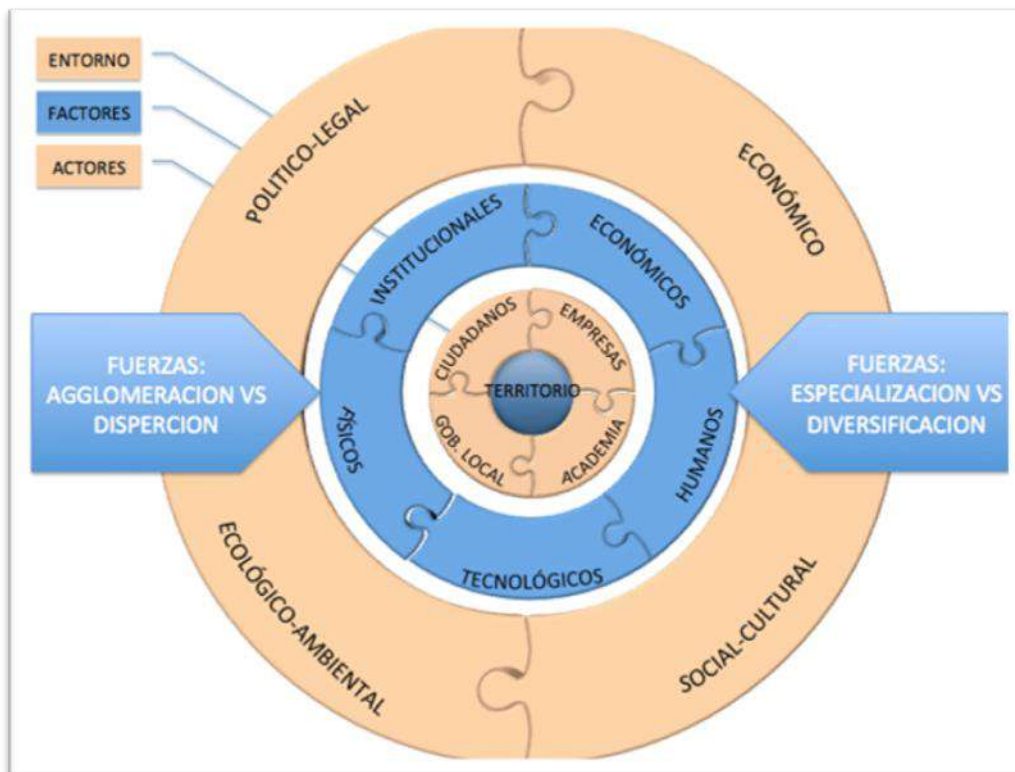 ENTORNO
FACTORES
ACTORES
POLITICO-LEGAL
ECONÓMICO
INSTITUCIONALES
ECONÓMICOS
CIUDADANOS
EMPRESAS
FUERZAS:
AGGLOMERACION VS
DISPERCION
TERRITORIO
FUERZAS:
ESPECIALIZACION VS
DIVERSIFICACION
FÍSICOS
GOB. LOCAL
ACADEMIA
HUMANOS
TECNOLÓGICOS
ECOLÓGICO-AMBIENTAL
SOCIAL-CULTURAL